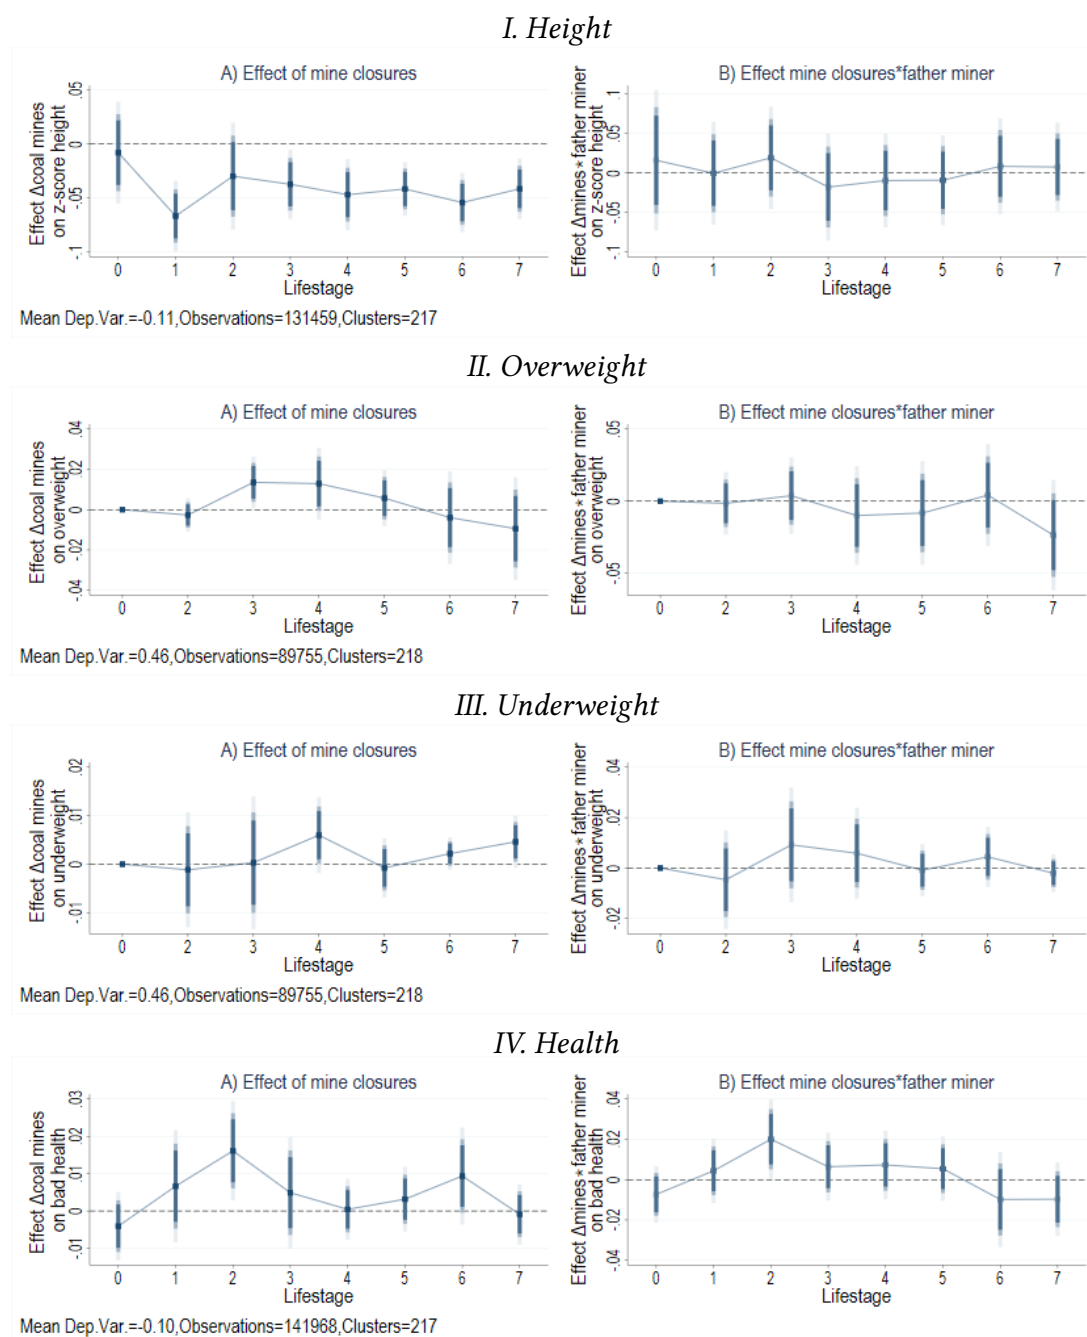 I. Height
A) Effect of mine closures
B) Effect mine closures*father miner
Effect Δcoal mines
on z-score height
.05
0
-.05
-.1
0 1 2 3 4 5 6 7
Lifestage
Effect Δmines*father miner
on z-score height
.1
.05
0
-.05
-.1
0 1 2 3 4 5 6 7
Lifestage
Mean Dep.Var.=-0.11,Observations=131459,Clusters=217
II. Overweight
A) Effect of mine closures
B) Effect mine closures*father miner
Effect Δcoal mines
on overweight
.04
.02
0
-.02
-.04
0 2 3 4 5 6 7
Lifestage
Effect Δmines*father miner
on overweight
.05
0
-.05
0 2 3 4 5 6 7
Lifestage
Mean Dep.Var.=0.46,Observations=89755,Clusters=218
III. Underweight
A) Effect of mine closures
B) Effect mine closures*father miner
Effect Δcoal mines
on underweight
.02
.01
0
-.01
0 2 3 4 5 6 7
Lifestage
Effect Δmines*father miner
on underweight
.04
.02
0
-.02
0 2 3 4 5 6 7
Lifestage
Mean Dep.Var.=0.46,Observations=89755,Clusters=218
IV. Health
A) Effect of mine closures
B) Effect mine closures*father miner
Effect Δcoal mines
on bad health
.03
.02
.01
0
-.01
0 1 2 3 4 5 6 7
Lifestage
Effect Δmines*father miner
on bad health
.04
.02
0
-.02
-.04
0 1 2 3 4 5 6 7
Lifestage
Mean Dep.Var.=-0.10,Observations=141968,Clusters=217